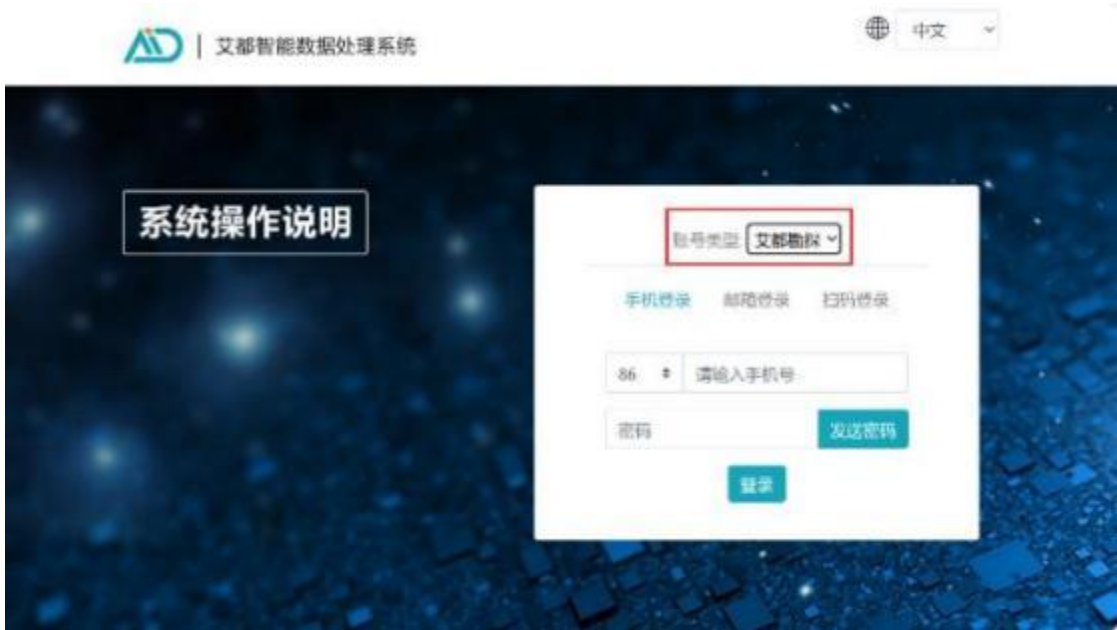 AD | 艾都智能数据处理系统
中文
系统操作说明
账号类型 艾都勘探
手机登录 邮箱登录 扫码登录
86 请输入手机号
密码 发送密码
登录